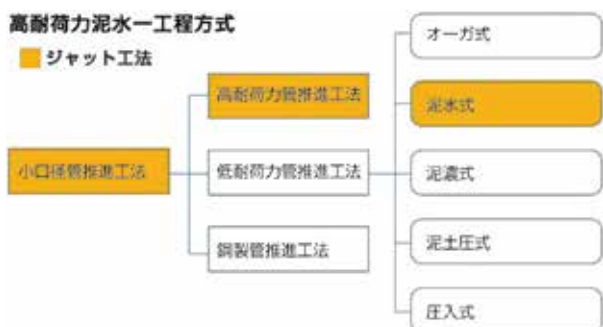 高耐荷力泥水一工程方式
ジャット工法
小口径管推進工法
高耐荷力管推進工法
低耐荷力管推進工法
鋼製管推進工法
オーガ式
泥水式
泥濃式
泥土圧式
圧入式